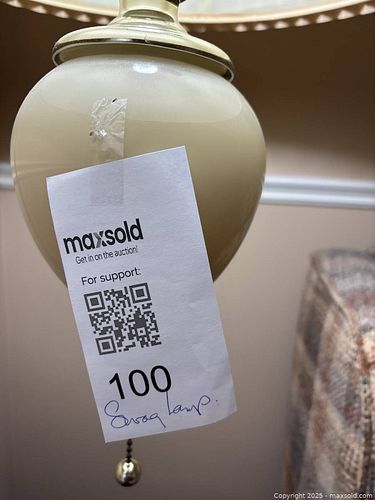 maxsold
Get in on the auction!
For support:
100
Swag Lamp.
Copyright 2025 - maxsold.com